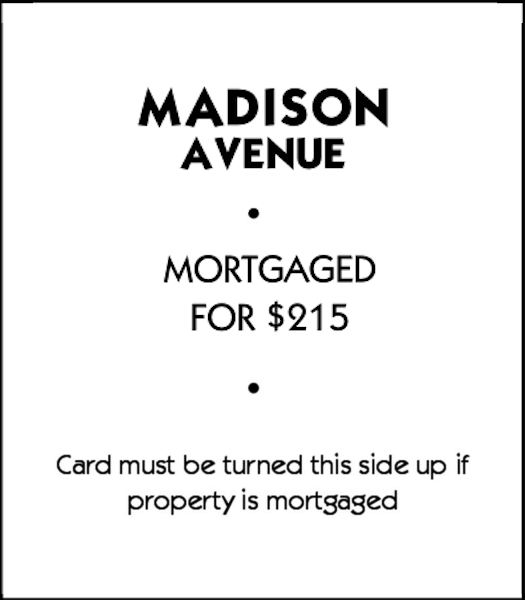 MADISON
AVENUE
•
MORTGAGED
FOR $215
•
Card must be turned this side up if
property is mortgaged